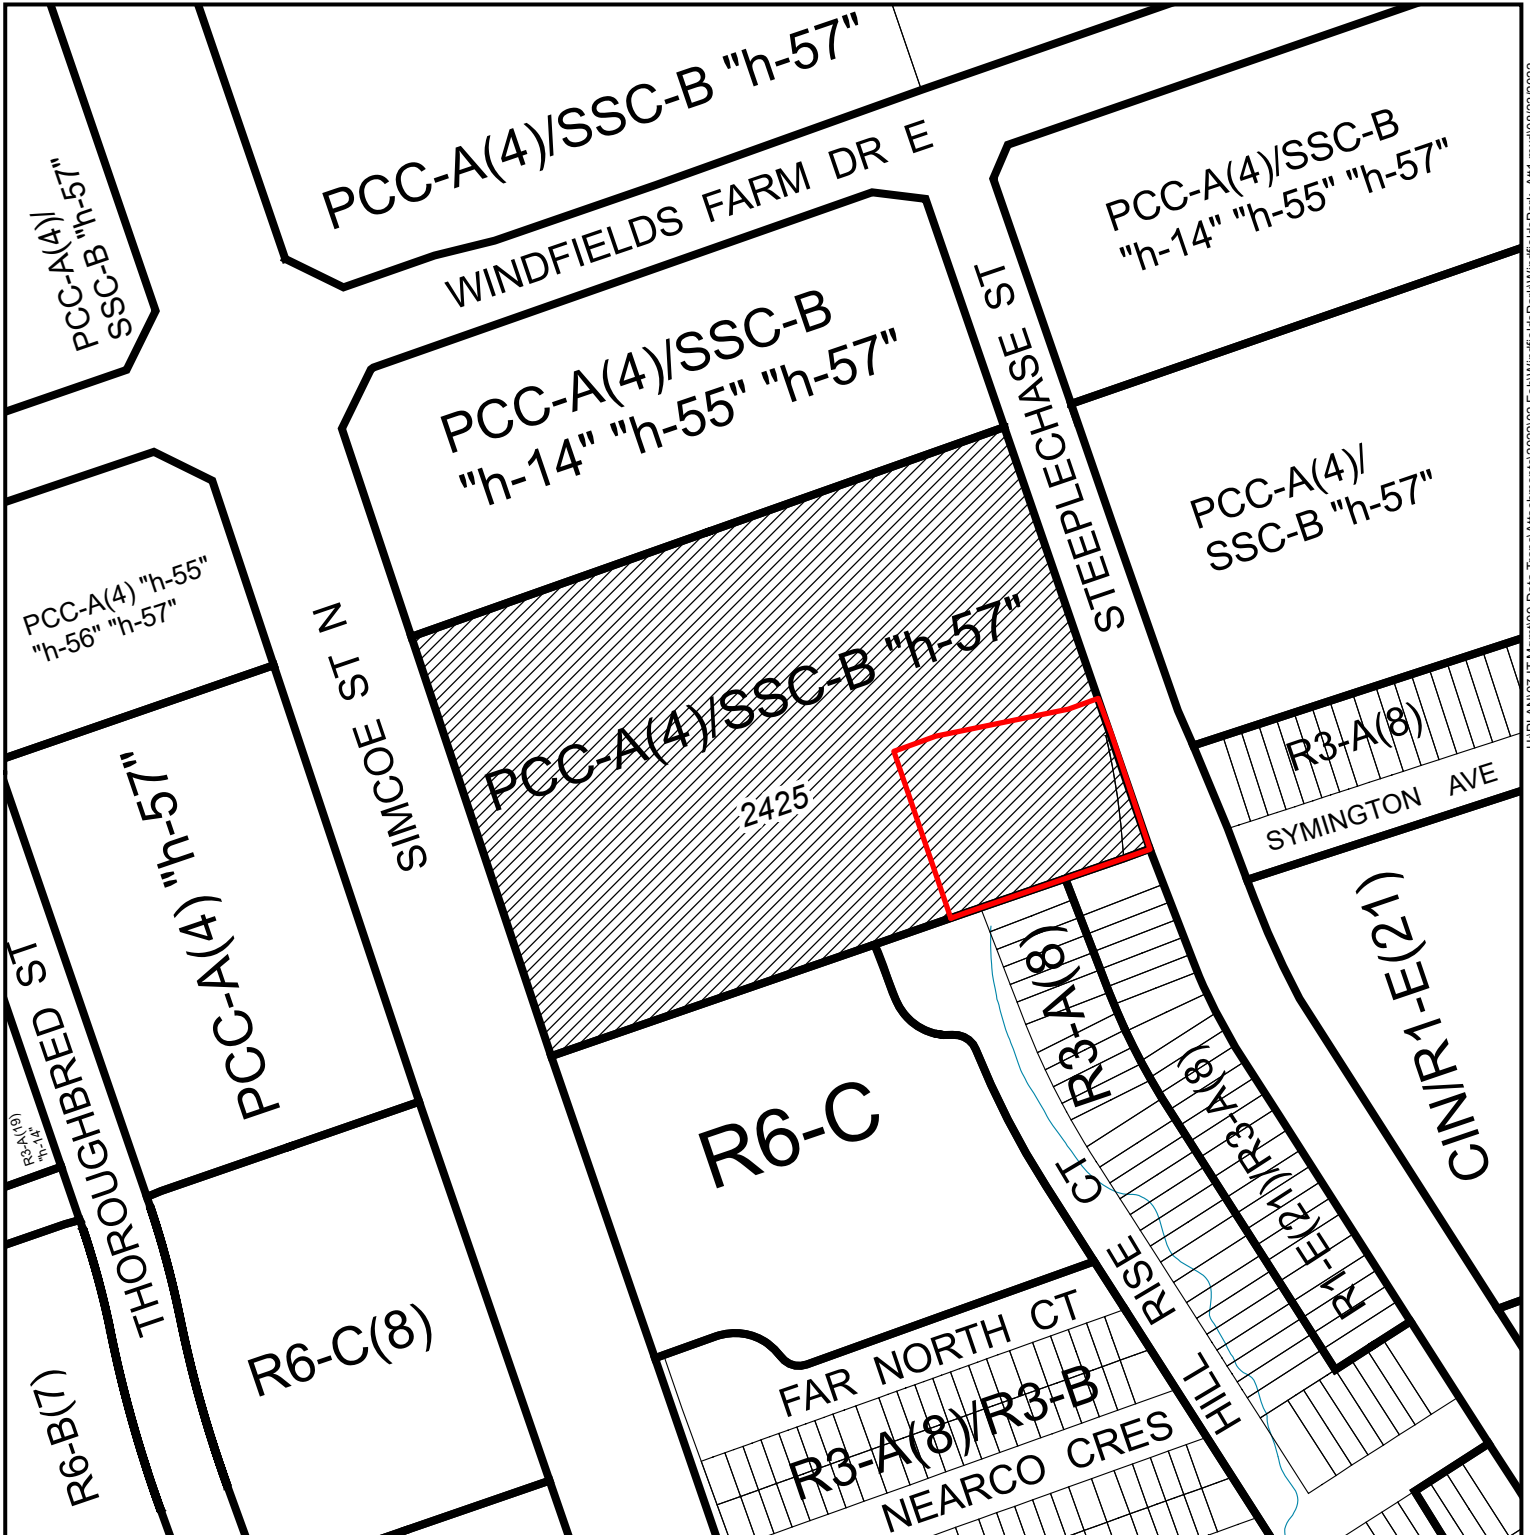 PCC-A(4)/SSC-B "h-57"
WINDFIELDS FARM DR E
PCC-A(4)/SSC-B
"h-14" "h-55" "h-57"
PCC-A(4)/
SSC-B "h-57"
PCC-A(4)/SSC-B
"h-14" "h-55" "h-57"
STEEPLECHASE ST
PCC-A(4)/
SSC-B "h-57"
PCC-A(4) "h-55"
"h-56" "h-57"
SIMCOE ST N
PCC-A(4)/SSC-B "h-57"
2425
R3-A(8)
SYMINGTON AVE
PCC-A(4) "h-57"
THOROUGHBRED ST
R3-A(19)
"h-14"
R3-A(8)
CIN/R1-E(21)
R6-C
R1-E(21)/R3-A(8)
HILL RISE CT
R6-C(8)
FAR NORTH CT
R3-A(8)/R3-B
NEARCO CRES
R6-B(7)